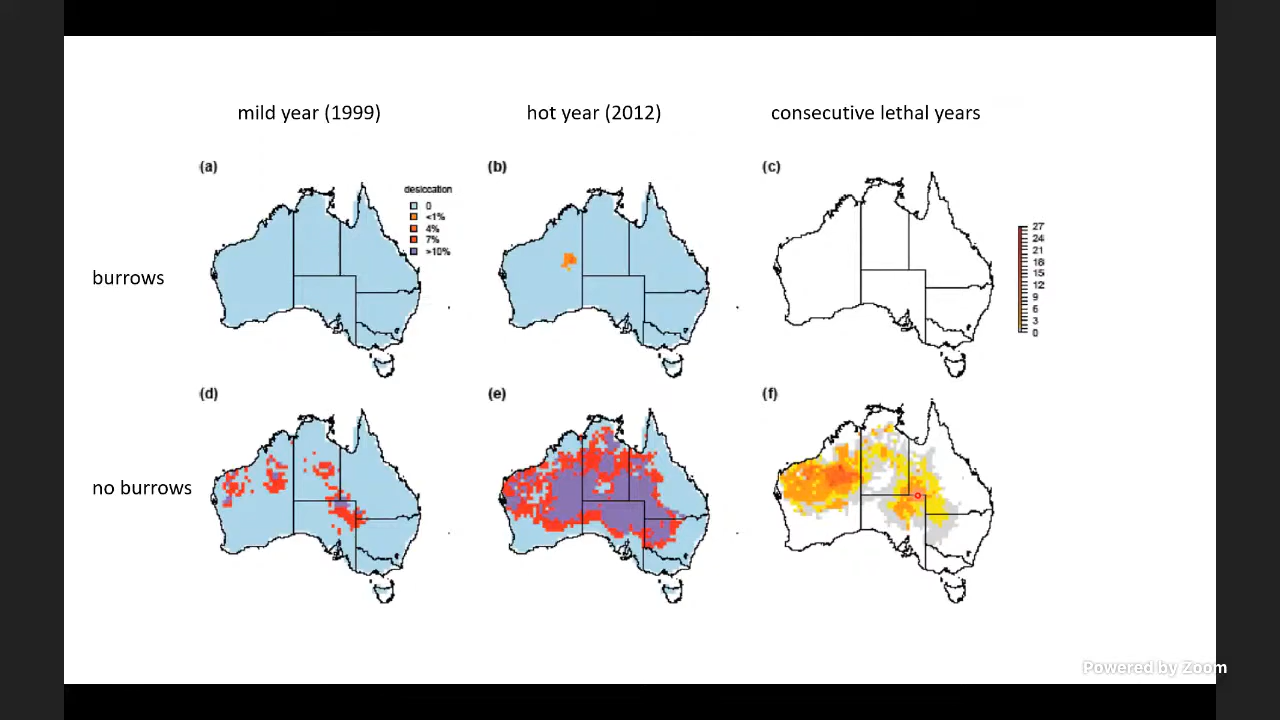 mild year (1999)
hot year (2012)
consecutive lethal years
(a)
(b)
(c)
desiccation
0
<1%
4%
7%
>10%
27
24
21
18
15
12
9
6
3
0
burrows
(d)
(e)
(f)
no burrows
Powered by Zoom